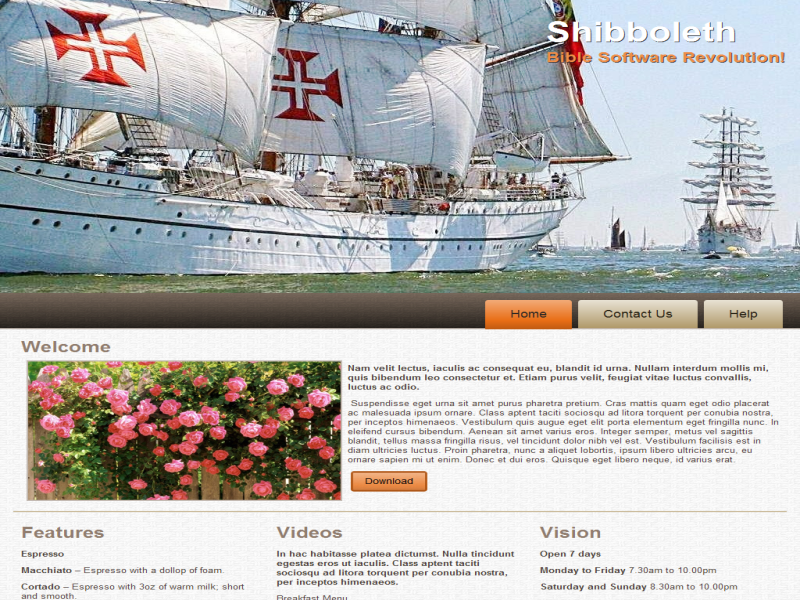 Shibboleth
Bible Software Revolution!
Home
Contact Us
Help
Welcome
Nam velit lectus, iaculis ac consequat eu, blandit id urna. Nullam interdum mollis mi,
quis bibendum leo consectetur et. Etiam purus velit, feugiat vitae luctus convallis,
luctus ac odio.
Suspendisse eget urna sit amet purus pharetra pretium. Cras mattis quam eget odio placerat
ac malesuada ipsum ornare. Class aptent taciti sociosqu ad litora torquent per conubia nostra,
per inceptos himenaeos. Vestibulum quis augue eget elit porta elementum eget fringilla nunc. In
eleifend cursus bibendum. Aenean sit amet varius eros. Integer semper, metus vel sagittis
blandit, tellus massa fringilla risus, vel tincidunt dolor nibh vel est. Vestibulum facilisis est in
diam ultricies luctus. Proin pharetra, nunc a aliquet lobortis, ipsum libero ultricies arcu, eu
ornare sapien mi ut enim. Donec et dui eros. Quisque eget libero neque, id varius erat.
Download
Features
Espresso
Macchiato – Espresso with a dollop of foam.
Cortado – Espresso with 3oz of warm milk; short
and smooth.
Videos
In hac habitasse platea dictumst. Nulla tincidunt
egestas eros ut iaculis. Class aptent taciti
sociosqu ad litora torquent per conubia nostra,
per inceptos himenaeos.
Breakfast Menu
Vision
Open 7 days
Monday to Friday 7.30am to 10.00pm
Saturday and Sunday 8.30am to 10.00pm